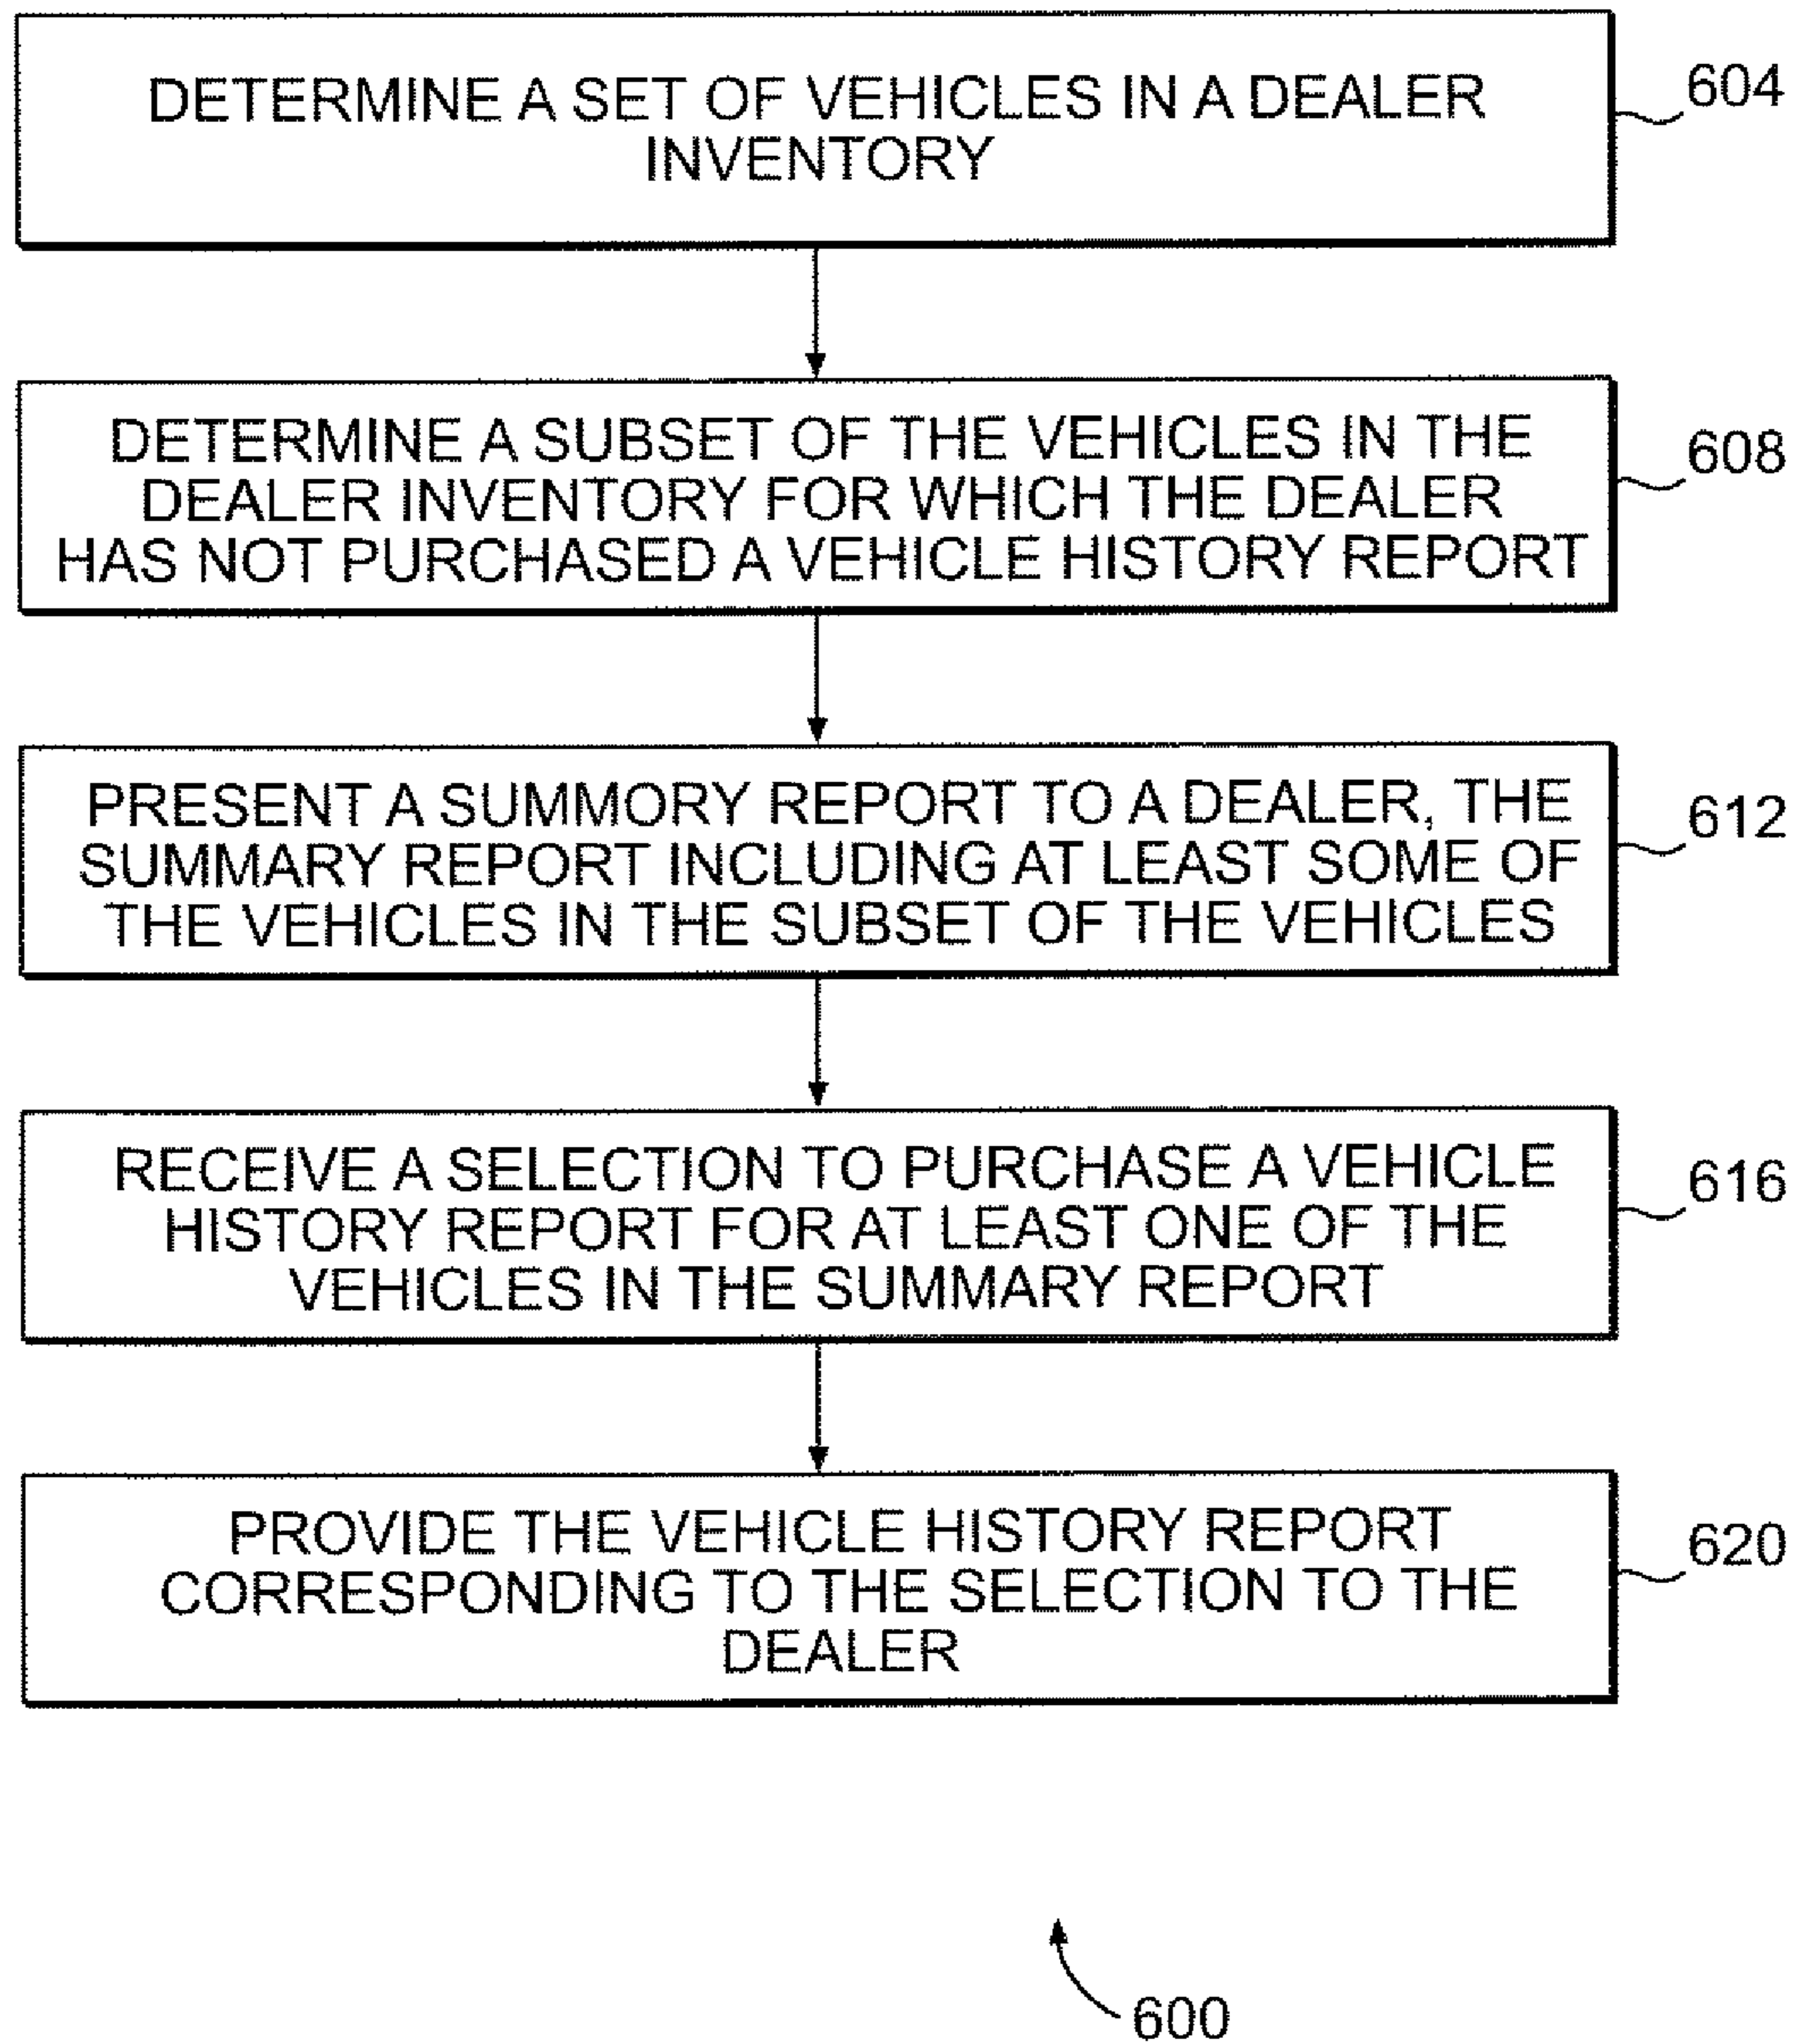 DETERMINE A SET OF VEHICLES IN A DEALER
INVENTORY
604
DETERMINE A SUBSET OF THE VEHICLES IN THE
DEALER INVENTORY FOR WHICH THE DEALER
HAS NOT PURCHASED A VEHICLE HISTORY REPORT
608
PRESENT A SUMMORY REPORT TO A DEALER, THE
SUMMARY REPORT INCLUDING AT LEAST SOME OF
THE VEHICLES IN THE SUBSET OF THE VEHICLES
612
RECEIVE A SELECTION TO PURCHASE A VEHICLE
HISTORY REPORT FOR AT LEAST ONE OF THE
VEHICLES IN THE SUMMARY REPORT
616
PROVIDE THE VEHICLE HISTORY REPORT
CORRESPONDING TO THE SELECTION TO THE
DEALER
620
600